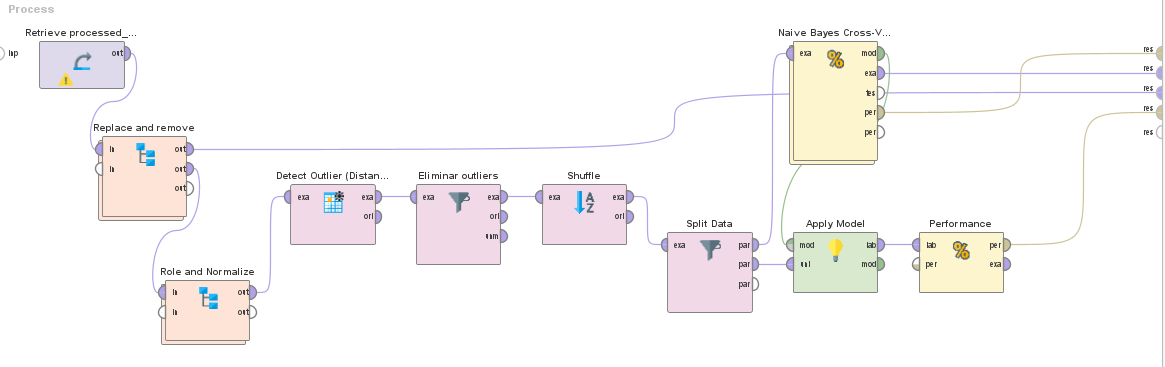 Process
Retrieve processed_...
inp
out
Replace and remove
in
in
out
out
out
Role and Normalize
in
in
out
out
Detect Outlier (Distan...
exa
exa
ori
Eliminar outliers
exa
exa
ori
unm
Shuffle
exa
exa
ori
Split Data
exa
par
par
par
Naive Bayes Cross-V...
exa
mod
exa
tes
per
per
Apply Model
mod
unl
lab
mod
Performance
lab
per
per
exa
res
res
res
res
res